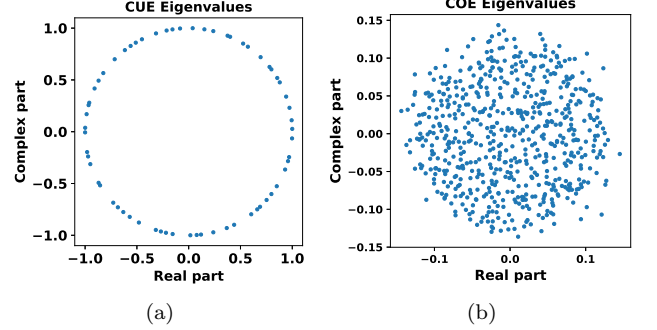 CUE Eigenvalues
1.0
0.5
0.0
−0.5
−1.0
Complex part
−1.0 −0.5 0.0 0.5 1.0
Real part
(a)
COE Eigenvalues
0.15
0.10
0.05
0.00
−0.05
−0.10
−0.15
Complex part
−0.1 0.0 0.1
Real part
(b)